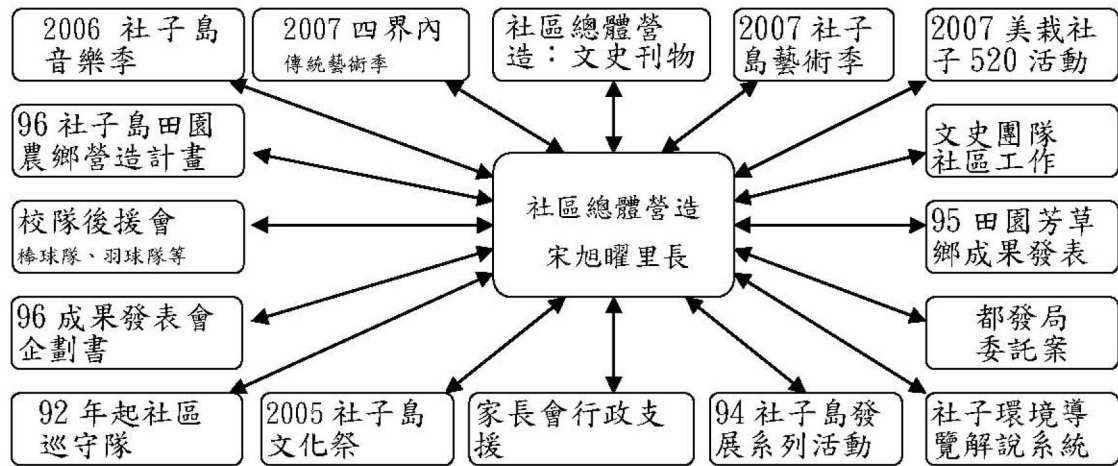 2006 社子島
音樂季
2007 四界內
傳統藝術季
社區總體營
造：文史刊物
2007 社子
島藝術季
2007 美栽社
子 520 活動
96 社子島田園
農鄉營造計畫
文史團隊
社區工作
社區總體營造
宋旭曜里長
校隊後援會
棒球隊、羽球隊等
95 田園芳草
鄉成果發表
96 成果發表會
企劃書
都發局
委託案
92 年起社區
巡守隊
2005 社子島
文化祭
家長會行政支
援
94 社子島發
展系列活動
社子環境導
覽解說系統